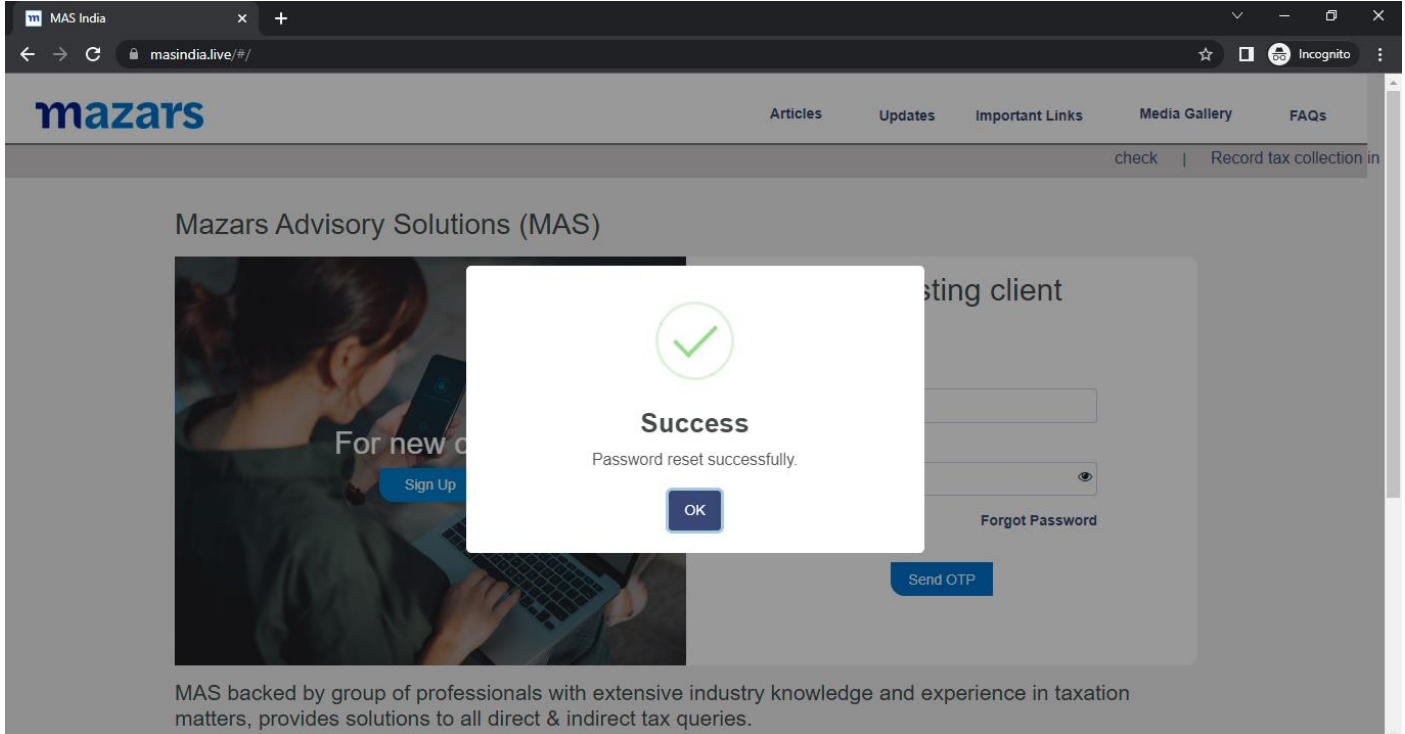 MAS India
masindia.live/#/
Incognito
mazars
Articles Updates Important Links Media Gallery FAQs
check | Record tax collection in
Mazars Advisory Solutions (MAS)
sting client
For new c
Sign Up
Success
Password reset successfully.
OK
Forgot Password
Send OTP
MAS backed by group of professionals with extensive industry knowledge and experience in taxation
matters, provides solutions to all direct & indirect tax queries.